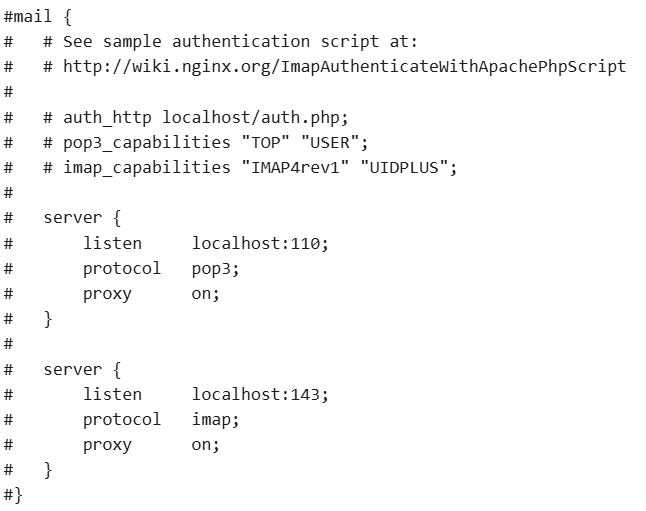 #mail {
#   # See sample authentication script at:
#   # http://wiki.nginx.org/ImapAuthenticateWithApachePhpScript
#
#   # auth_http localhost/auth.php;
#   # pop3_capabilities "TOP" "USER";
#   # imap_capabilities "IMAP4rev1" "UIDPLUS";
#
#   server {
#       listen     localhost:110;
#       protocol   pop3;
#       proxy      on;
#   }
#
#   server {
#       listen     localhost:143;
#       protocol   imap;
#       proxy      on;
#   }
#}